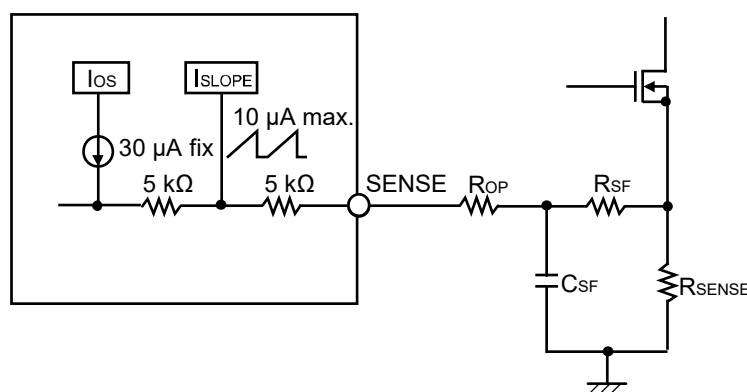 IOS
ISLOPE
10 μA max.
30 μA fix
5 kΩ
5 kΩ
SENSE
ROP
RSF
CSF
RSENSE